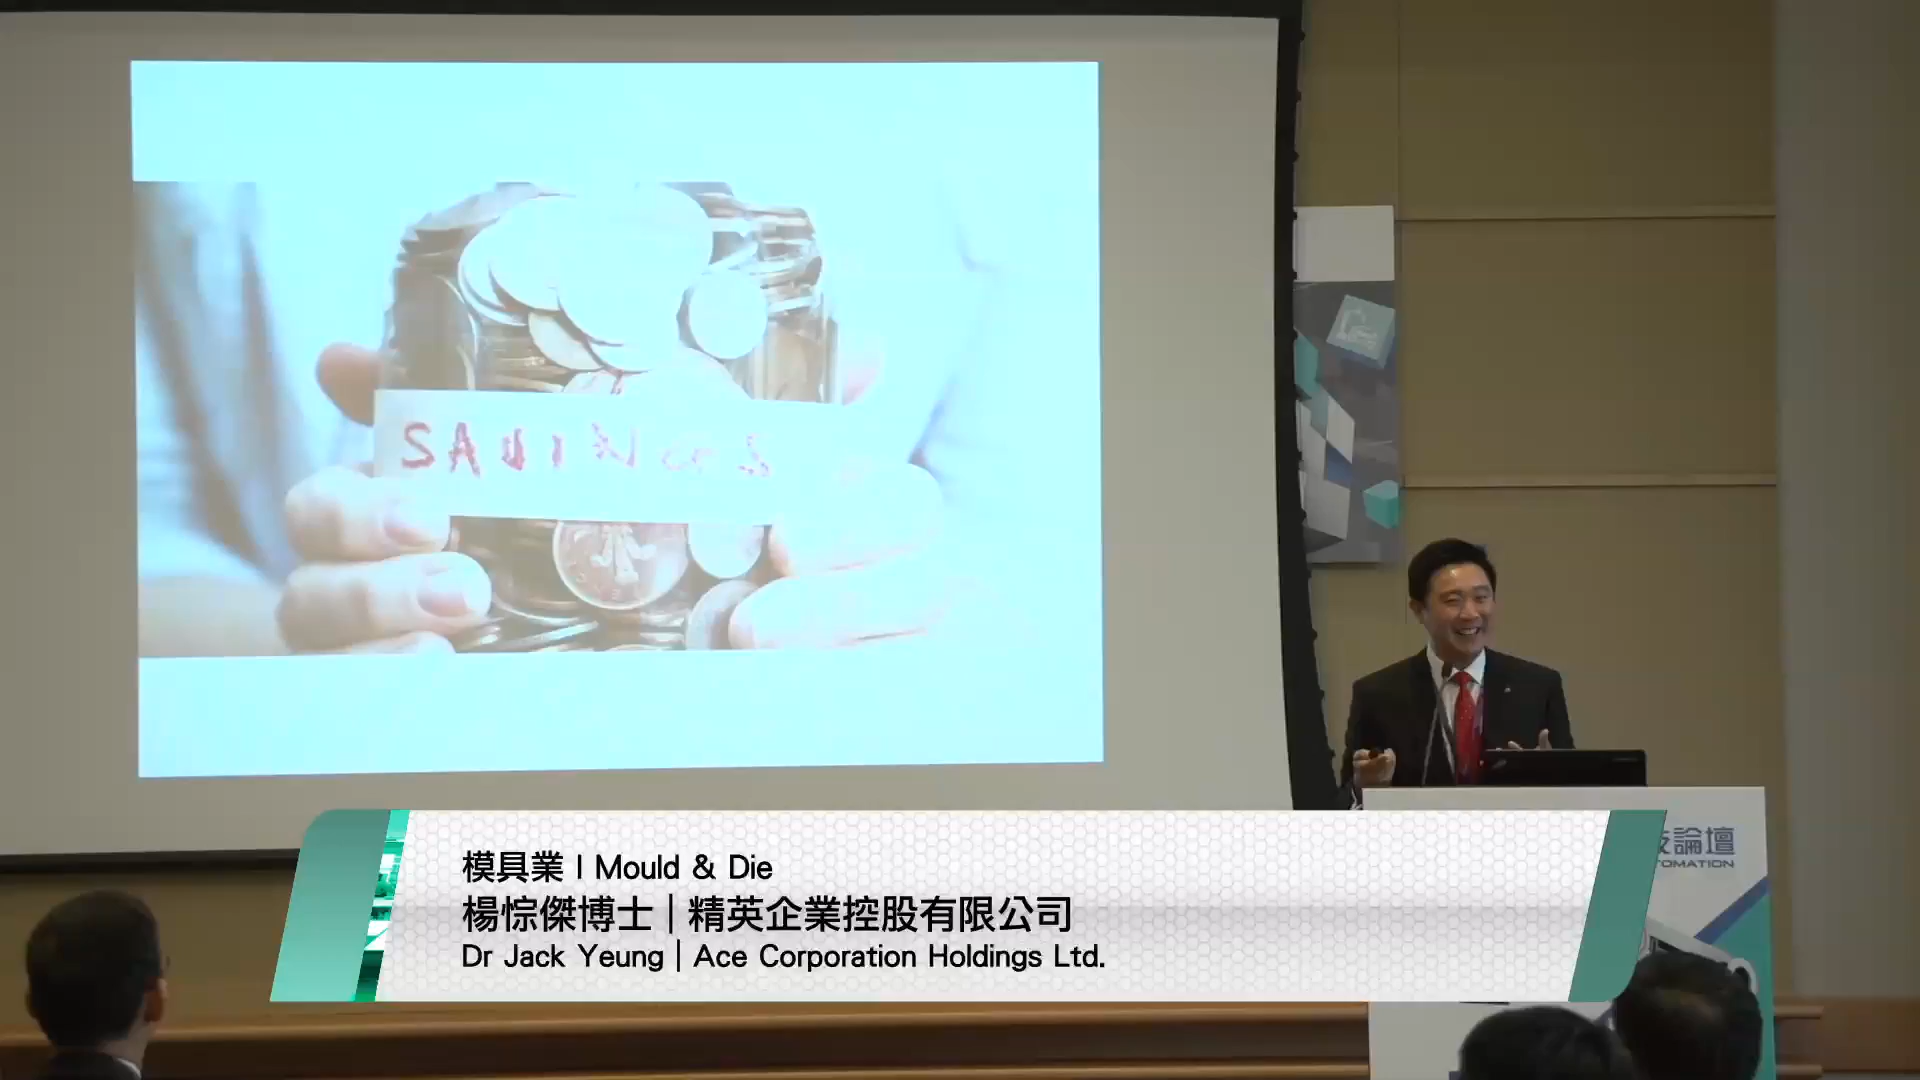 SAVINGS
模具業 | Mould & Die
楊悰傑博士 | 精英企業控股有限公司
Dr Jack Yeung | Ace Corporation Holdings Ltd.
論壇
OMATION